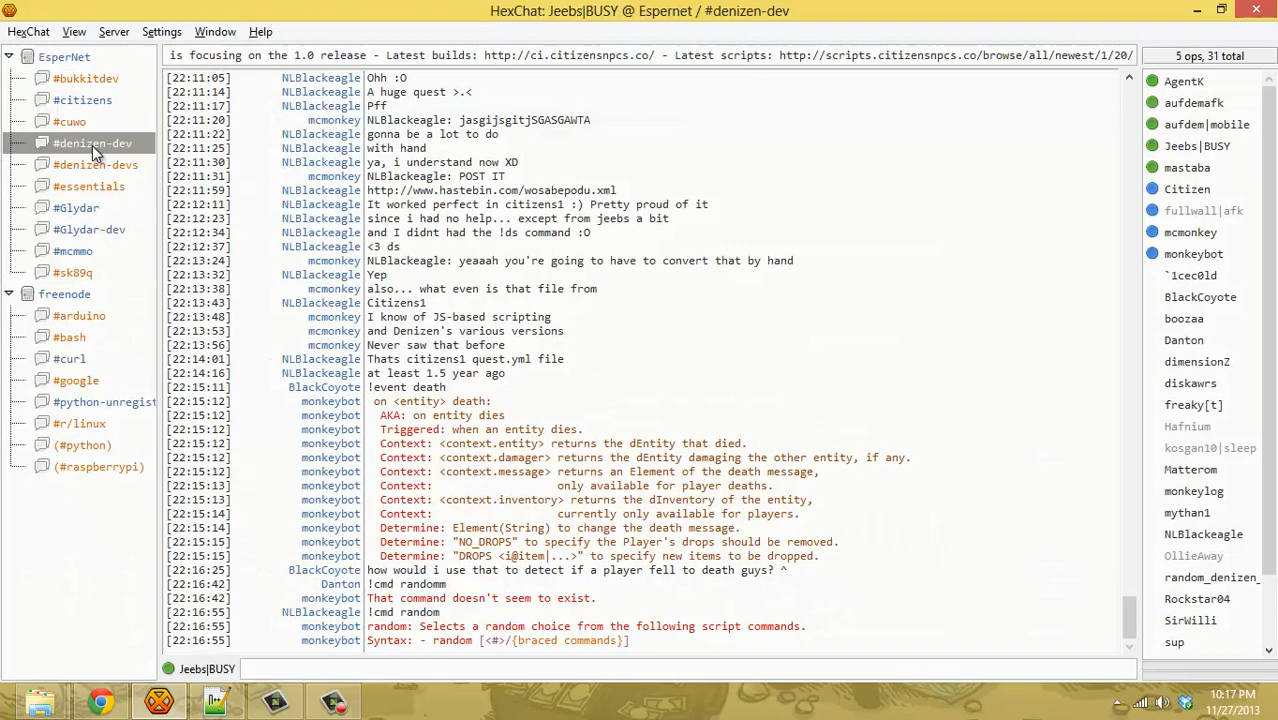 HexChat: Jeebs|BUSY @ Espernet / #denizen-dev
HexChat View Server Settings Window Help
EsperNet
#bukkitdev
#citizens
#cuwo
#denizen-dev
#denizen-devs
#essentials
#Glydar
#Glydar-dev
#mcmmo
#sk89q
freenode
#arduino
#bash
#curl
#google
#python-unregist
#r/linux
(#python)
(#raspberrypi)
is focusing on the 1.0 release - Latest builds: http://ci.citizensnpcs.co/ - Latest scripts: http://scripts.citizensnpcs.co/browse/all/newest/1/20/
[22:11:05] NLBlackeagle Ohh :O
[22:11:14] NLBlackeagle A huge quest >.<
[22:11:17] NLBlackeagle Pff
[22:11:20] mcmonkey NLBlackeagle: jasgijsgitjSGASGAWTA
[22:11:22] NLBlackeagle gonna be a lot to do
[22:11:25] NLBlackeagle with hand
[22:11:30] NLBlackeagle ya, i understand now XD
[22:11:31] mcmonkey NLBlackeagle: POST IT
[22:11:59] NLBlackeagle http://www.hastebin.com/wosabepodu.xml
[22:12:11] NLBlackeagle It worked perfect in citizens1 :) Pretty proud of it
[22:12:23] NLBlackeagle since i had no help... except from jeebs a bit
[22:12:34] NLBlackeagle and I didnt had the !ds command :O
[22:12:37] NLBlackeagle <3 ds
[22:13:24] mcmonkey NLBlackeagle: yeaaah you're going to have to convert that by hand
[22:13:32] NLBlackeagle Yep
[22:13:38] mcmonkey also... what even is that file from
[22:13:43] NLBlackeagle Citizens1
[22:13:48] mcmonkey I know of JS-based scripting
[22:13:53] mcmonkey and Denizen's various versions
[22:13:56] mcmonkey Never saw that before
[22:14:01] NLBlackeagle Thats citizens1 quest.yml file
[22:14:16] NLBlackeagle at least 1.5 year ago
[22:15:11] BlackCoyote !event death
[22:15:12] monkeybot on <entity> death:
[22:15:12] monkeybot AKA: on entity dies
[22:15:12] monkeybot Triggered: when an entity dies.
[22:15:12] monkeybot Context: <context.entity> returns the dEntity that died.
[22:15:12] monkeybot Context: <context.damager> returns the dEntity damaging the other entity, if any.
[22:15:12] monkeybot Context: <context.message> returns an Element of the death message,
[22:15:13] monkeybot Context: only available for player deaths.
[22:15:13] monkeybot Context: <context.inventory> returns the dInventory of the entity,
[22:15:14] monkeybot Context: currently only available for players.
[22:15:14] monkeybot Determine: Element(String) to change the death message.
[22:15:15] monkeybot Determine: "NO_DROPS" to specify the Player's drops should be removed.
[22:15:15] monkeybot Determine: "DROPS <i@item|...>" to specify new items to be dropped.
[22:16:25] BlackCoyote how would i use that to detect if a player fell to death guys? ^
[22:16:42] Danton !cmd randomm
[22:16:42] monkeybot That command doesn't seem to exist.
[22:16:55] NLBlackeagle !cmd random
[22:16:55] monkeybot random: Selects a random choice from the following script commands.
[22:16:55] monkeybot Syntax: - random [<#>/{braced commands}]
Jeebs|BUSY
5 ops, 31 total
AgentK
aufdemafk
aufdem|mobile
Jeebs|BUSY
mastaba
Citizen
fullwall|afk
mcmonkey
monkeybot
`1cec0ld
BlackCoyote
boozaa
Danton
dimensionZ
diskawrs
freaky[t]
Hafnium
kosgan10|sleep
Matterom
monkeylog
mythan1
NLBlackeagle
OllieAway
random_denizen_
Rockstar04
SirWilli
sup
10:17 PM
11/27/2013